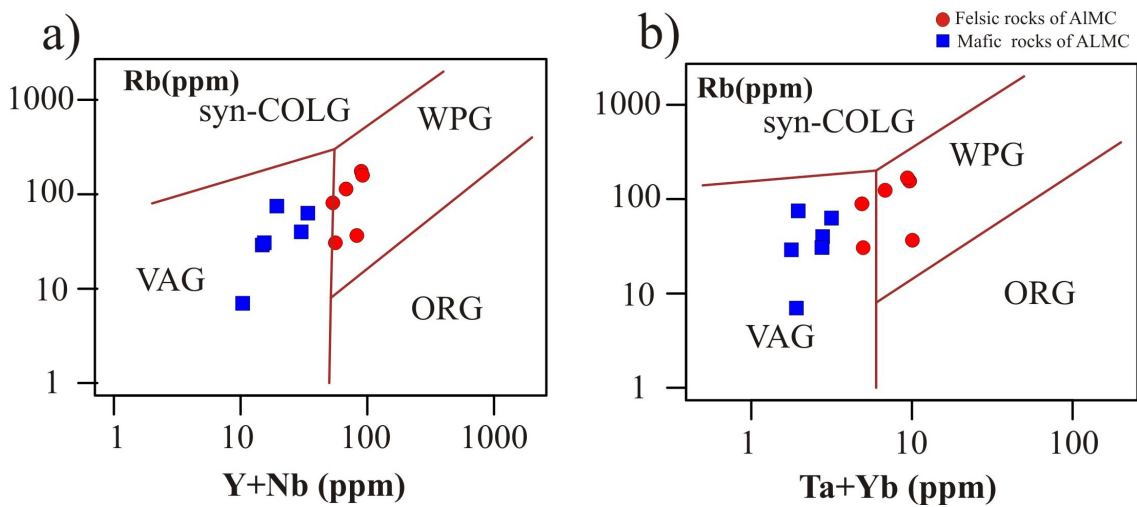 a)
Rb(ppm)
syn-COLG
WPG
VAG
ORG
1000
100
10
1
1 10 100 1000
Y+Nb (ppm)
b)
Felsic rocks of AlMC
Mafic rocks of ALMC
Rb(ppm)
syn-COLG
WPG
VAG
ORG
1000
100
10
1
1 10 100
Ta+Yb (ppm)